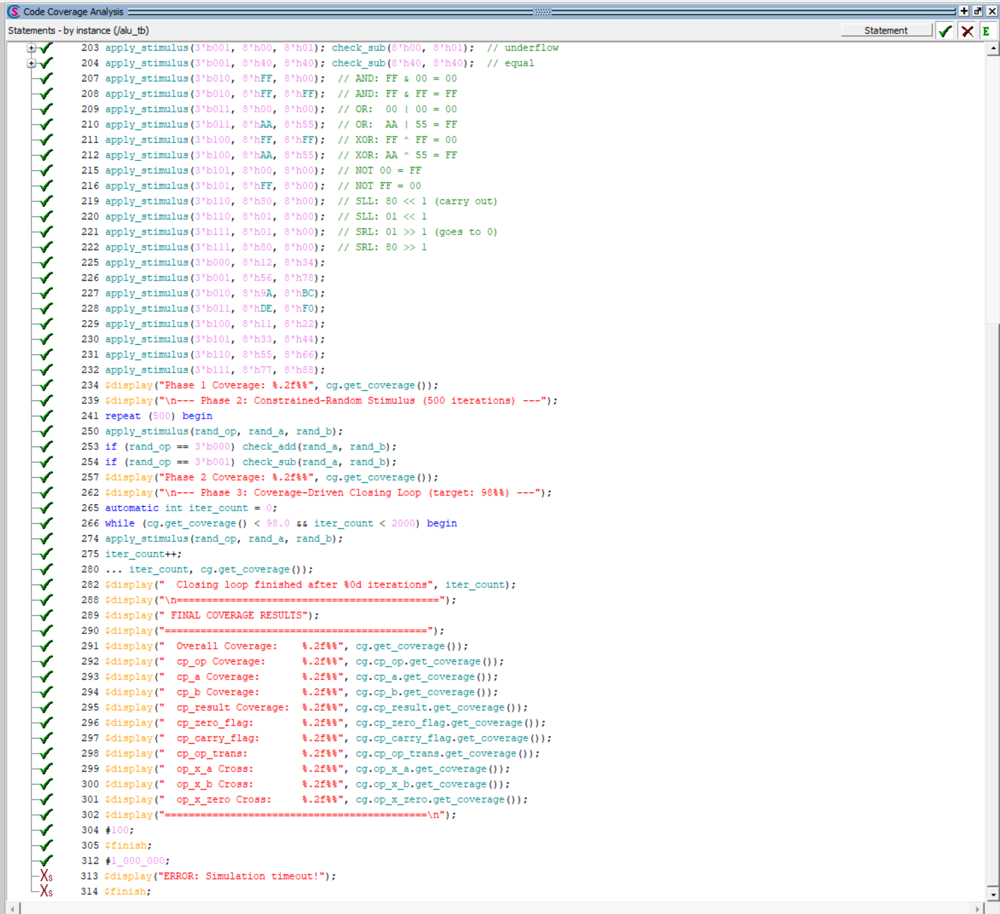 Code Coverage Analysis
Statements - by instance (/alu_tb)
Statement
E
203 apply_stimulus(3'b001, 8'h00, 8'h01); check_sub(8'h00, 8'h01);  // underflow
204 apply_stimulus(3'b001, 8'h40, 8'h40); check_sub(8'h40, 8'h40);  // equal
207 apply_stimulus(3'b010, 8'hFF, 8'h00);  // AND: FF & 00 = 00
208 apply_stimulus(3'b010, 8'hFF, 8'hFF);  // AND: FF & FF = FF
209 apply_stimulus(3'b011, 8'h00, 8'h00);  // OR:  00 | 00 = 00
210 apply_stimulus(3'b011, 8'hAA, 8'h55);  // OR:  AA | 55 = FF
211 apply_stimulus(3'b100, 8'hFF, 8'hFF);  // XOR: FF ^ FF = 00
212 apply_stimulus(3'b100, 8'hAA, 8'h55);  // XOR: AA ^ 55 = FF
215 apply_stimulus(3'b101, 8'h00, 8'h00);  // NOT 00 = FF
216 apply_stimulus(3'b101, 8'hFF, 8'h00);  // NOT FF = 00
219 apply_stimulus(3'b110, 8'h80, 8'h00);  // SLL: 80 << 1 (carry out)
220 apply_stimulus(3'b110, 8'h01, 8'h00);  // SLL: 01 << 1
221 apply_stimulus(3'b111, 8'h01, 8'h00);  // SRL: 01 >> 1 (goes to 0)
222 apply_stimulus(3'b111, 8'h80, 8'h00);  // SRL: 80 >> 1
225 apply_stimulus(3'b000, 8'h12, 8'h34);
226 apply_stimulus(3'b001, 8'h56, 8'h78);
227 apply_stimulus(3'b010, 8'h9A, 8'hBC);
228 apply_stimulus(3'b011, 8'hDE, 8'hF0);
229 apply_stimulus(3'b100, 8'h11, 8'h22);
230 apply_stimulus(3'b101, 8'h33, 8'h44);
231 apply_stimulus(3'b110, 8'h55, 8'h66);
232 apply_stimulus(3'b111, 8'h77, 8'h88);
234 $display("Phase 1 Coverage: %.2f%%", cg.get_coverage());
239 $display("\n--- Phase 2: Constrained-Random Stimulus (500 iterations) ---");
241 repeat (500) begin
250 apply_stimulus(rand_op, rand_a, rand_b);
253 if (rand_op == 3'b000) check_add(rand_a, rand_b);
254 if (rand_op == 3'b001) check_sub(rand_a, rand_b);
257 $display("Phase 2 Coverage: %.2f%%", cg.get_coverage());
262 $display("\n--- Phase 3: Coverage-Driven Closing Loop (target: 98%%) ---");
265 automatic int iter_count = 0;
266 while (cg.get_coverage() < 98.0 && iter_count < 2000) begin
274 apply_stimulus(rand_op, rand_a, rand_b);
275 iter_count++;
280 ... iter_count, cg.get_coverage());
282 $display("  Closing loop finished after %0d iterations", iter_count);
288 $display("\n============================================");
289 $display(" FINAL COVERAGE RESULTS");
290 $display("============================================");
291 $display("  Overall Coverage:    %.2f%%", cg.get_coverage());
292 $display("  cp_op Coverage:      %.2f%%", cg.cp_op.get_coverage());
293 $display("  cp_a Coverage:       %.2f%%", cg.cp_a.get_coverage());
294 $display("  cp_b Coverage:       %.2f%%", cg.cp_b.get_coverage());
295 $display("  cp_result Coverage:  %.2f%%", cg.cp_result.get_coverage());
296 $display("  cp_zero_flag:        %.2f%%", cg.cp_zero_flag.get_coverage());
297 $display("  cp_carry_flag:       %.2f%%", cg.cp_carry_flag.get_coverage());
298 $display("  cp_op_trans:         %.2f%%", cg.cp_op_trans.get_coverage());
299 $display("  op_x_a Cross:        %.2f%%", cg.op_x_a.get_coverage());
300 $display("  op_x_b Cross:        %.2f%%", cg.op_x_b.get_coverage());
301 $display("  op_x_zero Cross:     %.2f%%", cg.op_x_zero.get_coverage());
302 $display("============================================\n");
304 #100;
305 $finish;
312 #1_000_000;
Xs 313 $display("ERROR: Simulation timeout!");
Xs 314 $finish;